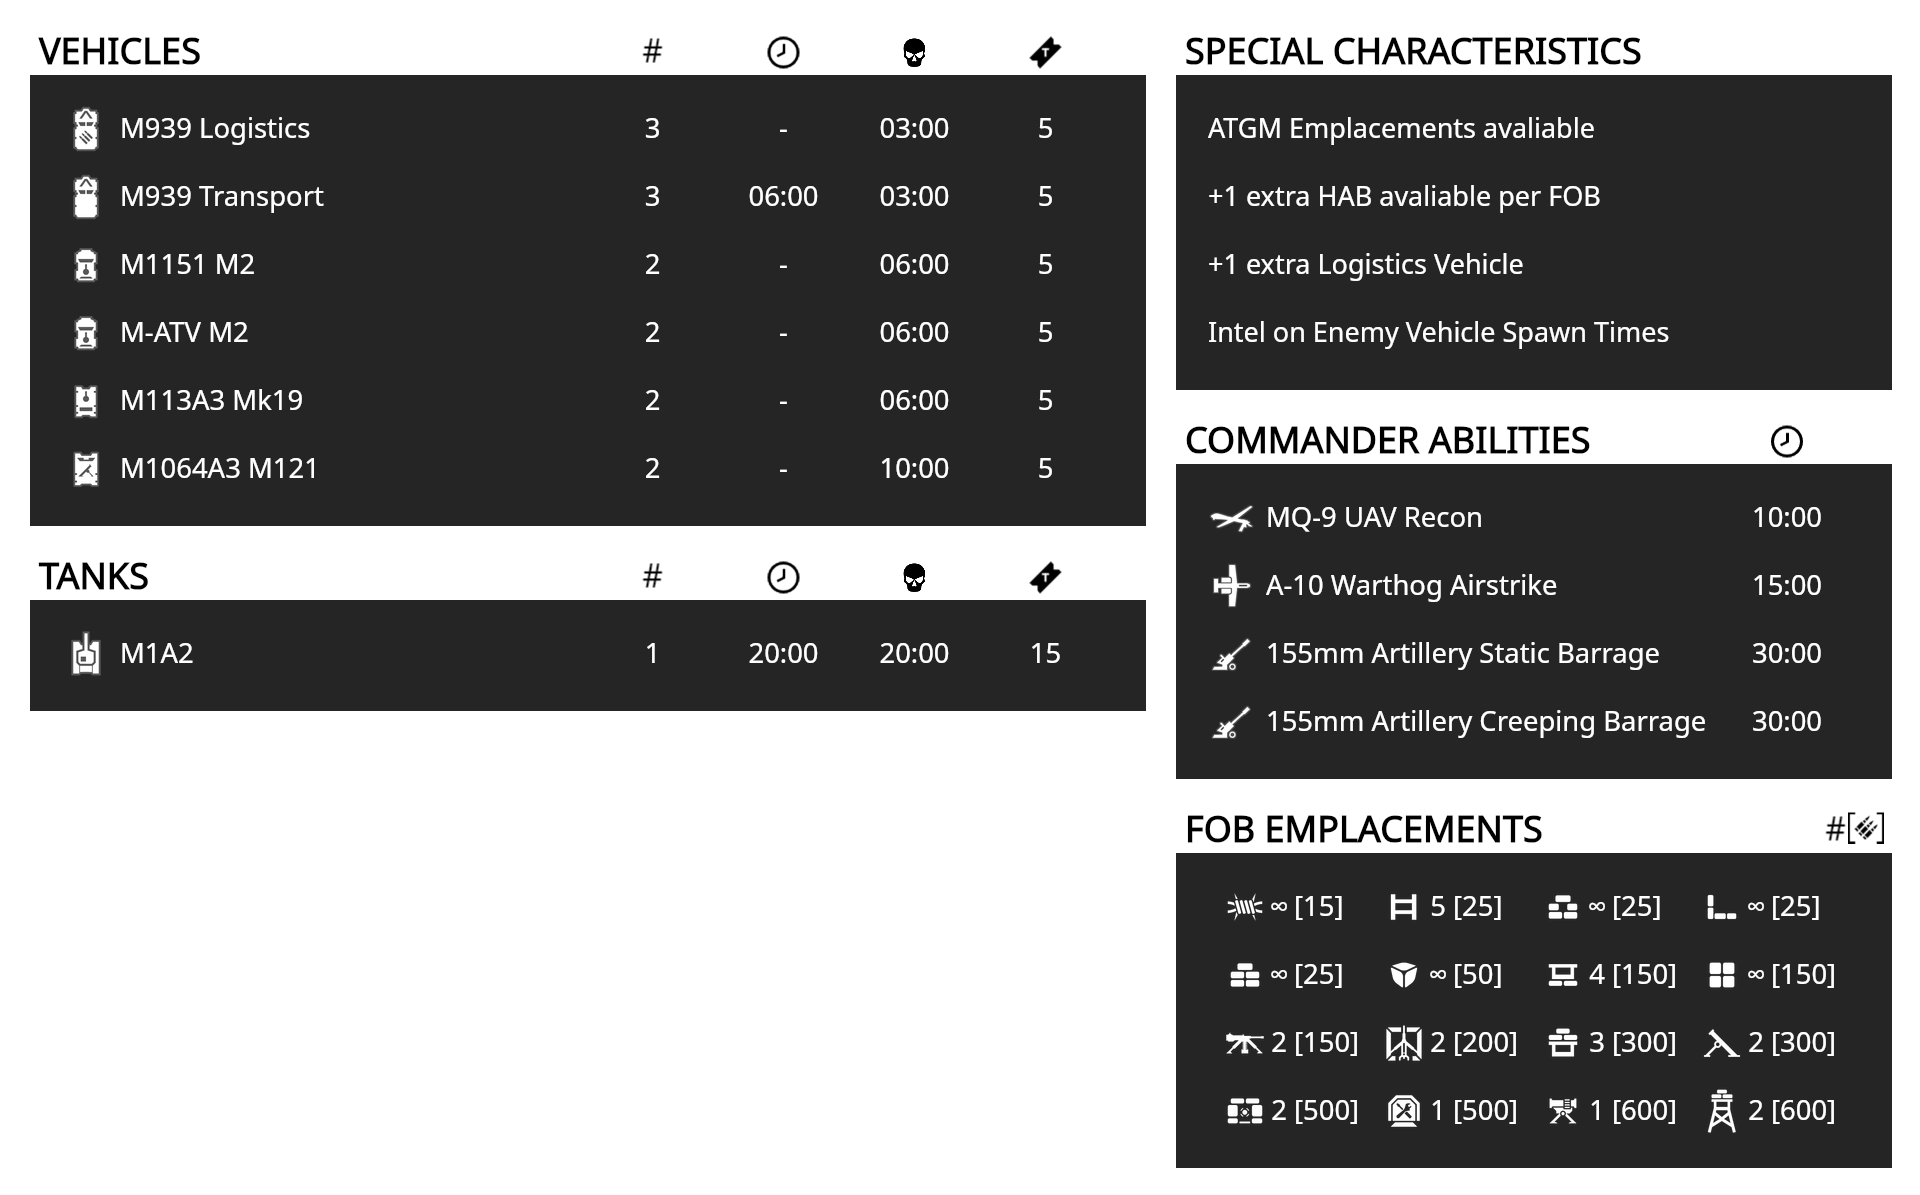 VEHICLES #
M939 Logistics 3 - 03:00 5
M939 Transport 3 06:00 03:00 5
M1151 M2 2 - 06:00 5
M-ATV M2 2 - 06:00 5
M113A3 Mk19 2 - 06:00 5
M1064A3 M121 2 - 10:00 5
TANKS #
M1A2 1 20:00 20:00 15
SPECIAL CHARACTERISTICS
ATGM Emplacements avaliable
+1 extra HAB avaliable per FOB
+1 extra Logistics Vehicle
Intel on Enemy Vehicle Spawn Times
COMMANDER ABILITIES
MQ-9 UAV Recon 10:00
A-10 Warthog Airstrike 15:00
155mm Artillery Static Barrage 30:00
155mm Artillery Creeping Barrage 30:00
FOB EMPLACEMENTS #[]
∞ [15] 5 [25] ∞ [25] ∞ [25]
∞ [25] ∞ [50] 4 [150] ∞ [150]
2 [150] 2 [200] 3 [300] 2 [300]
2 [500] 1 [500] 1 [600] 2 [600]